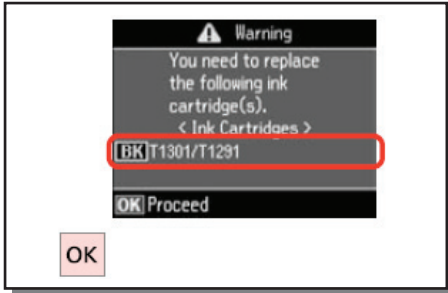 Warning
You need to replace
the following ink
cartridge(s).
< Ink Cartridges >
BK T1301/T1291
OK Proceed
OK